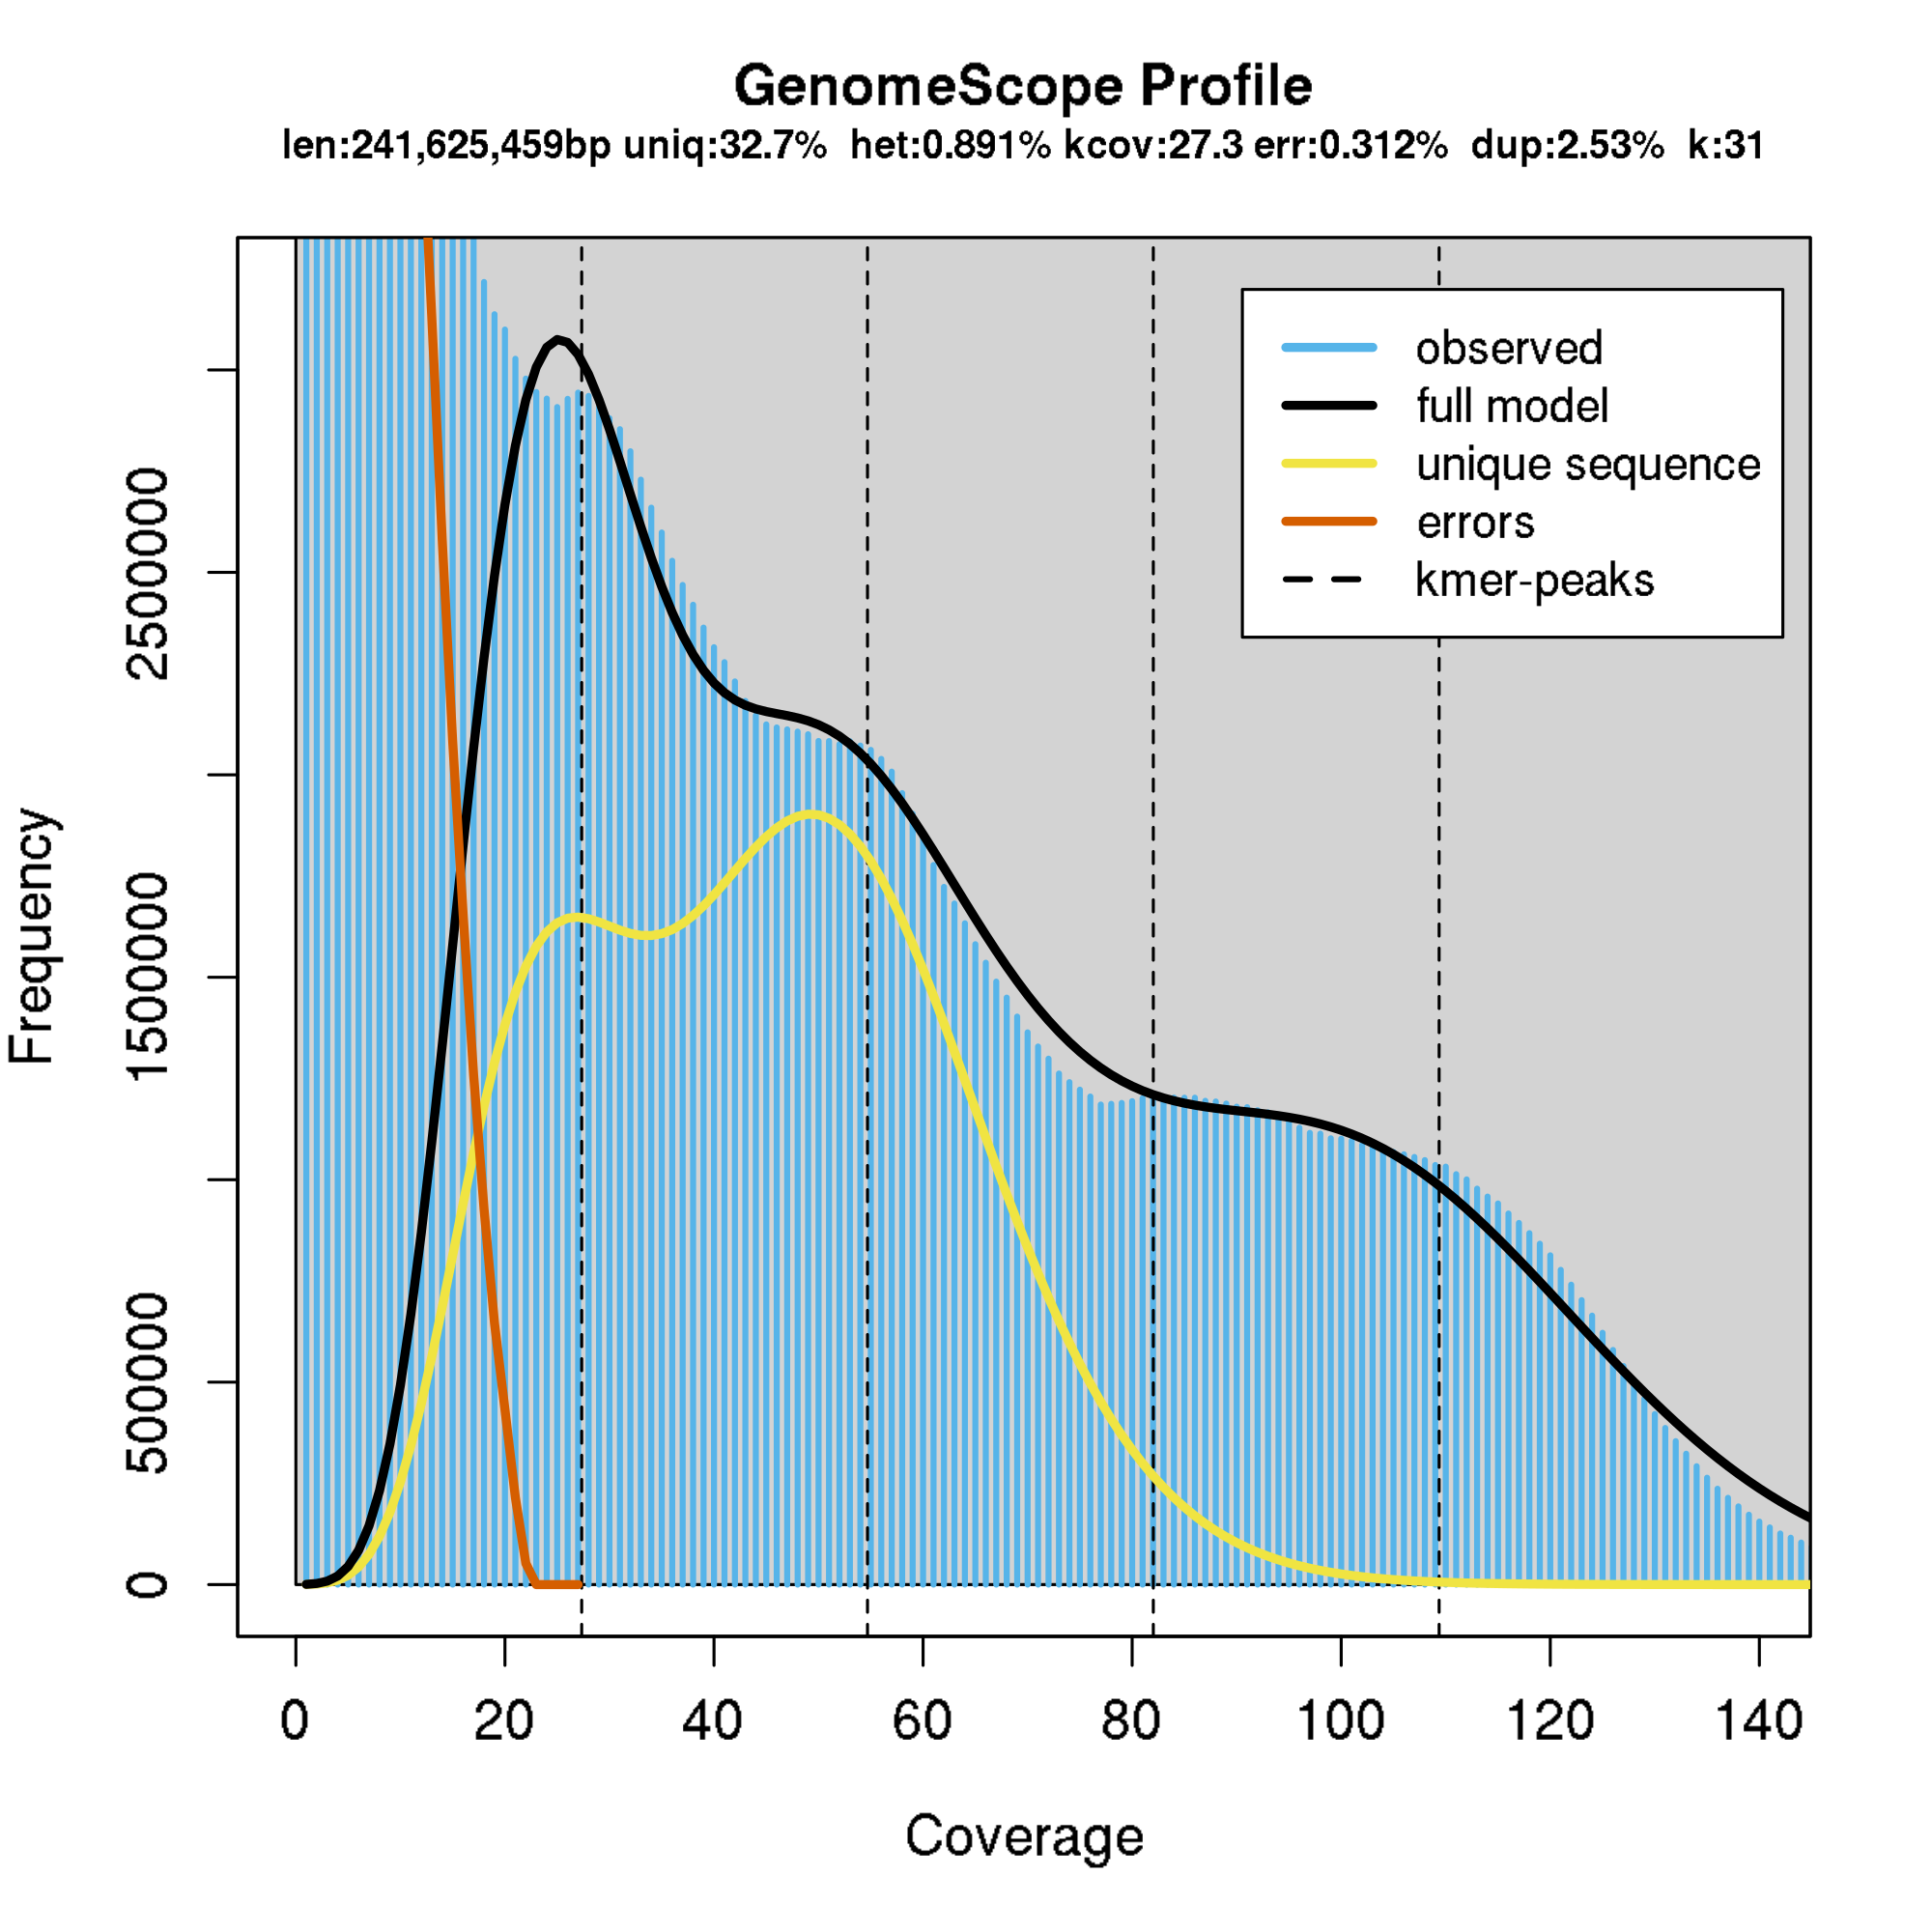 GenomeScope Profile
len:241,625,459bp uniq:32.7% het:0.891% kcov:27.3 err:0.312% dup:2.53% k:31
observed
full model
unique sequence
errors
kmer-peaks
Frequency
2500000
1500000
500000
0
0 20 40 60 80 100 120 140
Coverage